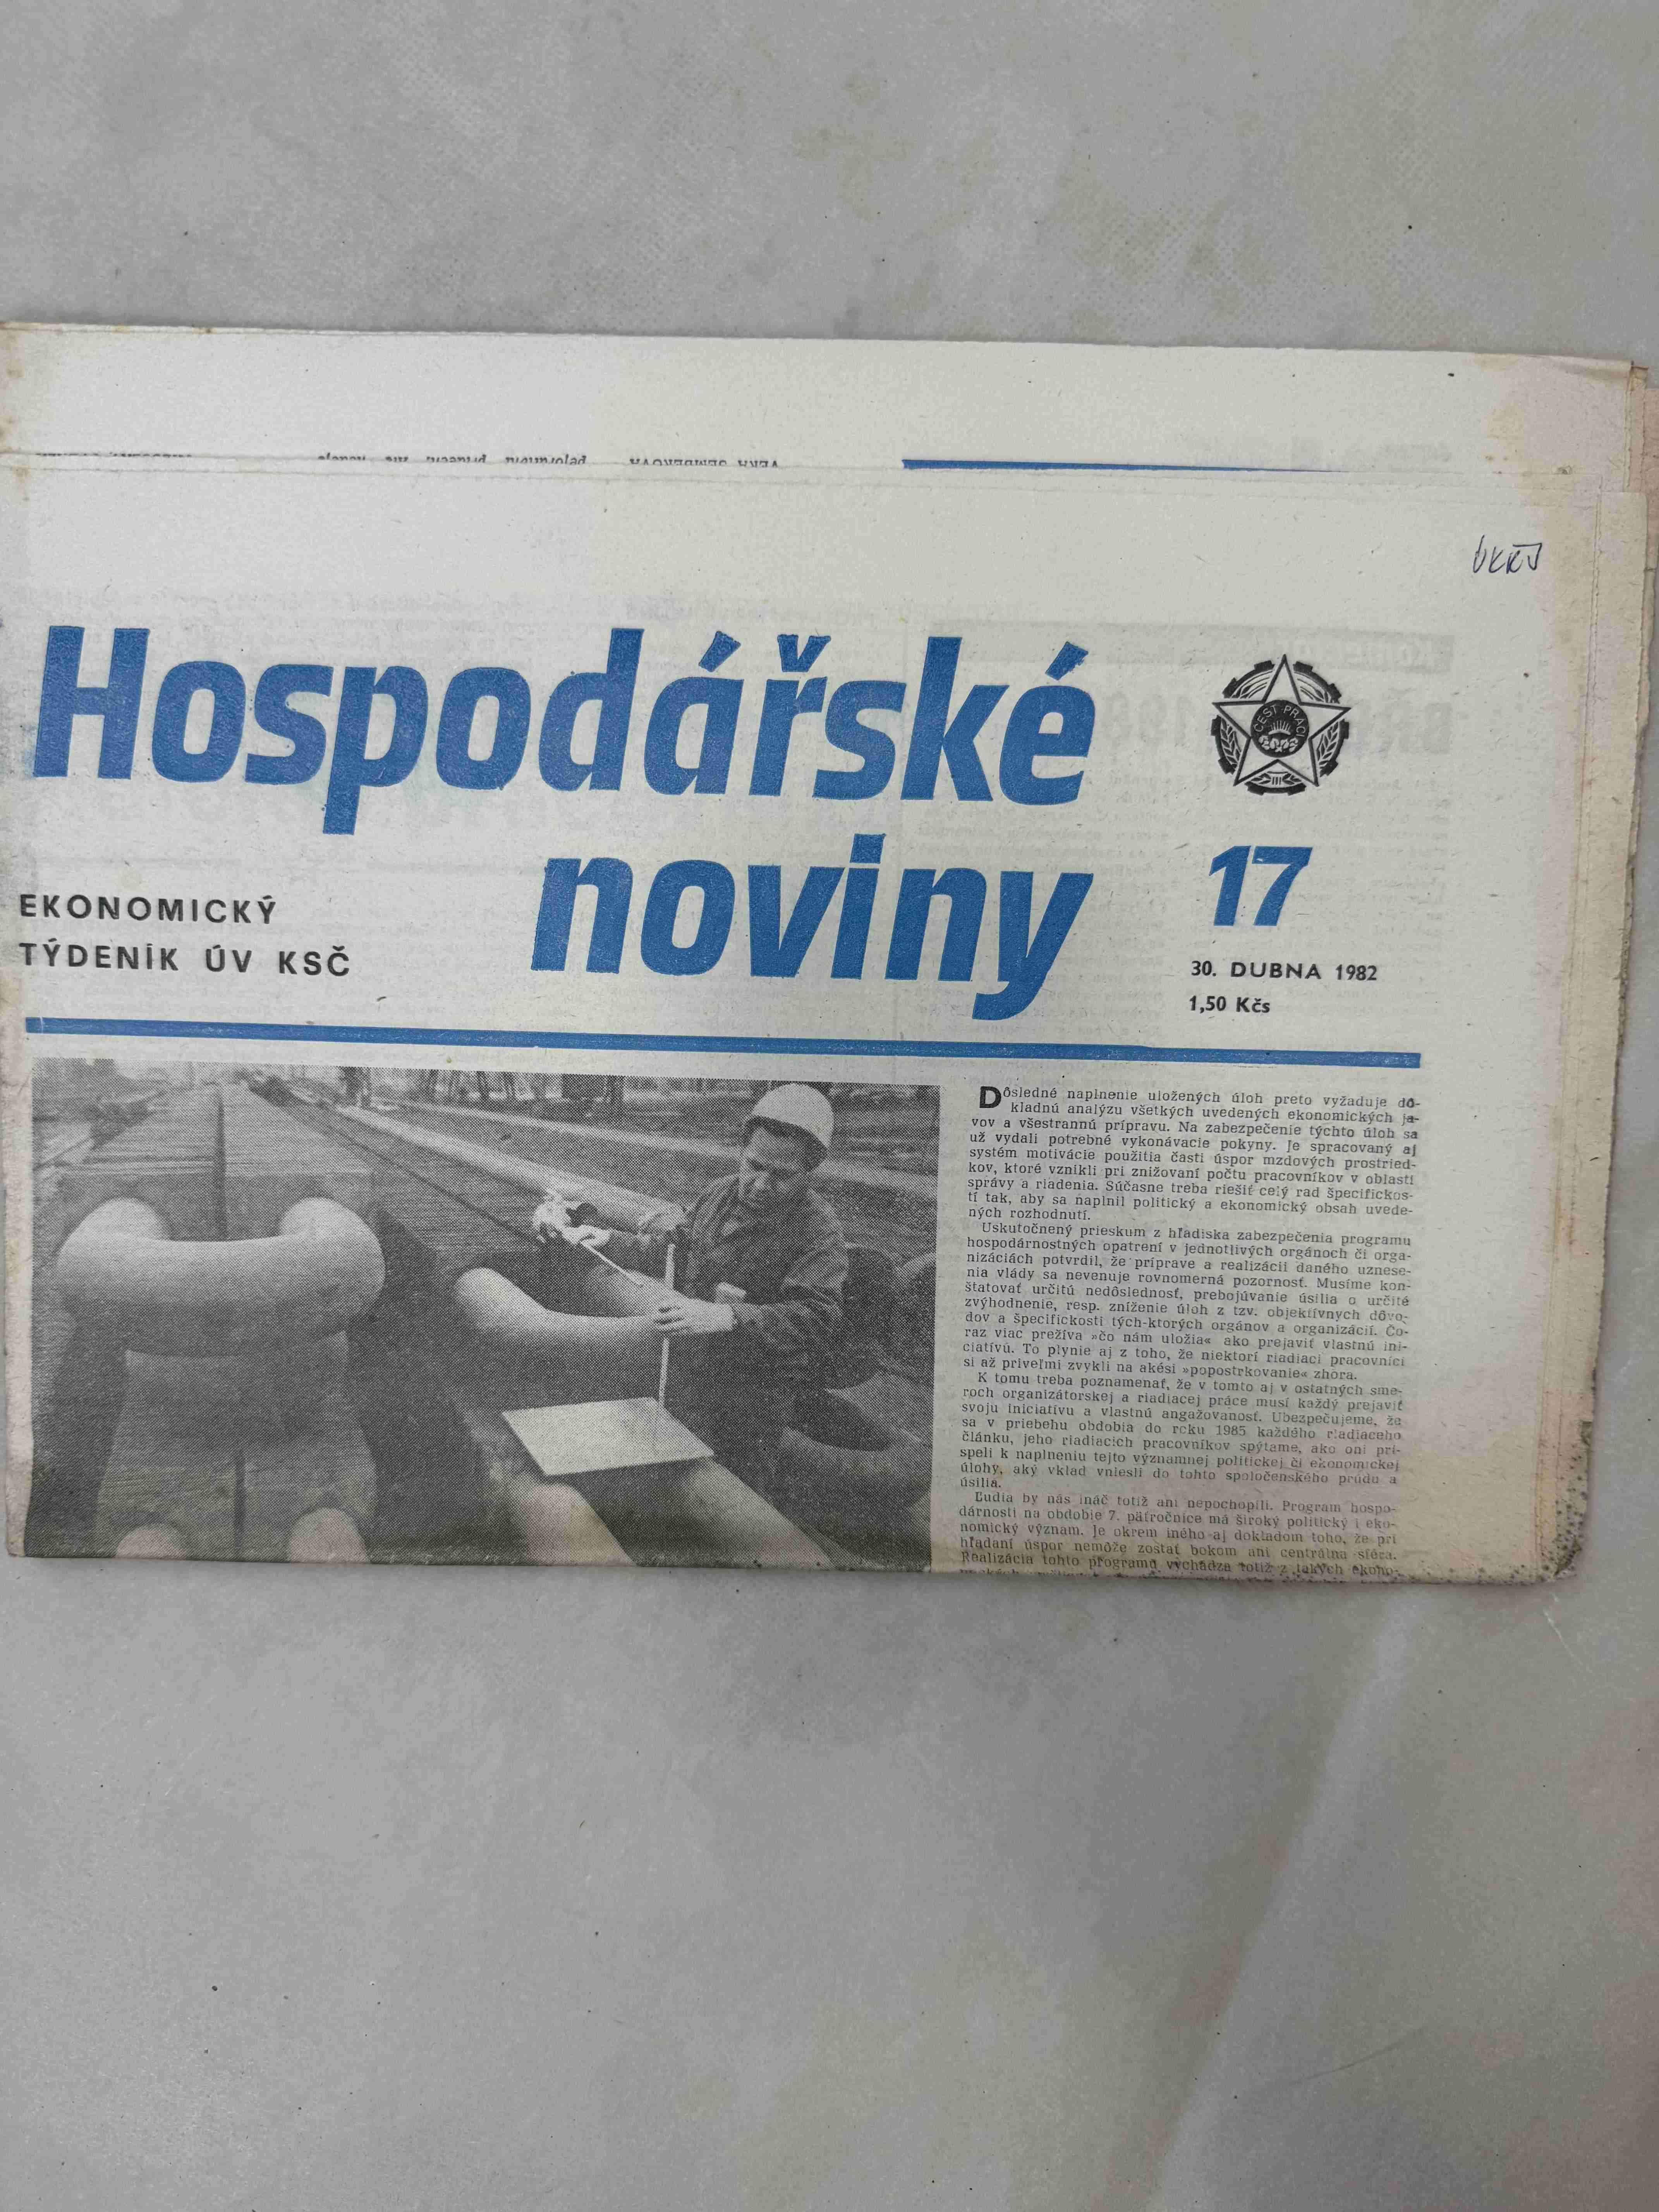 Hospodářské
noviny
EKONOMICKÝ
TÝDENÍK ÚV KSČ
ČEST PRÁCI
17
30. DUBNA 1982
1,50 Kčs
Dôsledné naplnenie uložených úloh preto vyžaduje dô-
kladnú analýzu všetkých uvedených ekonomických ja-
vov a všestrannú prípravu. Na zabezpečenie týchto úloh sa
už vydali potrebné vykonávacie pokyny. Je spracovaný aj
systém motivácie použitia časti úspor mzdových prostried-
kov, ktoré vznikli pri znižovaní počtu pracovníkov v oblasti
správy a riadenia. Súčasne treba riešiť celý rad špecifickos-
tí tak, aby sa naplnil politický a ekonomický obsah uvede-
ných rozhodnutí.
Uskutočnený prieskum z hľadiska zabezpečenia programu
hospodárnostných opatrení v jednotlivých orgánoch či orga-
nizáciách potvrdil, že príprave a realizácii daného uznese-
nia vlády sa nevenuje rovnomerná pozornosť. Musíme kon-
štatovať určitú nedôslednosť, prebojúvanie úsilia o určité
zvýhodnenie, resp. zníženie úloh z tzv. objektívnych dôvo-
dov a špecifickosti tých-ktorých orgánov a organizácií. Čo-
raz viac prežíva »čo nám uložia« ako prejaviť vlastnú ini-
ciatívu. To plynie aj z toho, že niektorí riadiaci pracovníci
si až priveľmi zvykli na akési »popostrkovanie« zhora.
K tomu treba poznamenať, že v tomto aj v ostatných sme-
roch organizátorskej a riadiacej práce musí každý prejaviť
svoju iniciatívu a vlastnú angažovanosť. Ubezpečujeme, že
sa v priebehu obdobia do roku 1985 každého riadiaceho
článku, jeho riadiacich pracovníkov spýtame, ako oni pri-
speli k naplneniu tejto významnej politickej či ekonomickej
úlohy, aký vklad vniesli do tohto spoločenského prúdu a
úsilia.
Ľudia by nás ináč totiž ani nepochopili. Program hospo-
dárnosti na obdobie 7. päťročnice má široký politický i eko-
nomický význam. Je okrem iného aj dokladom toho, že pri
hľadaní úspor nemôže zostať bokom ani centrálna sféra.
Realizácia tohto programu vychádza totiž z takých ekono-